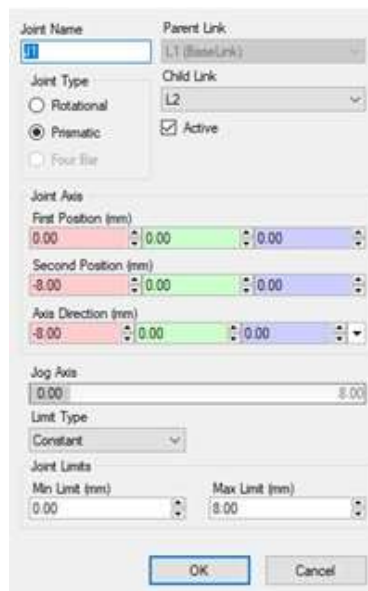 Joint Name Parent Link
J1 L1 (BaseLink)
Joint Type Child Link
Rotational L2
Prismatic Active
Four Bar
Joint Axis
First Position (mm)
0.00 0.00 0.00
Second Position (mm)
-8.00 0.00 0.00
Axis Direction (mm)
-8.00 0.00 0.00
Jog Axis
0.00 8.00
Limit Type
Constant
Joint Limits
Min Limit (mm) Max Limit (mm)
0.00 8.00
OK Cancel